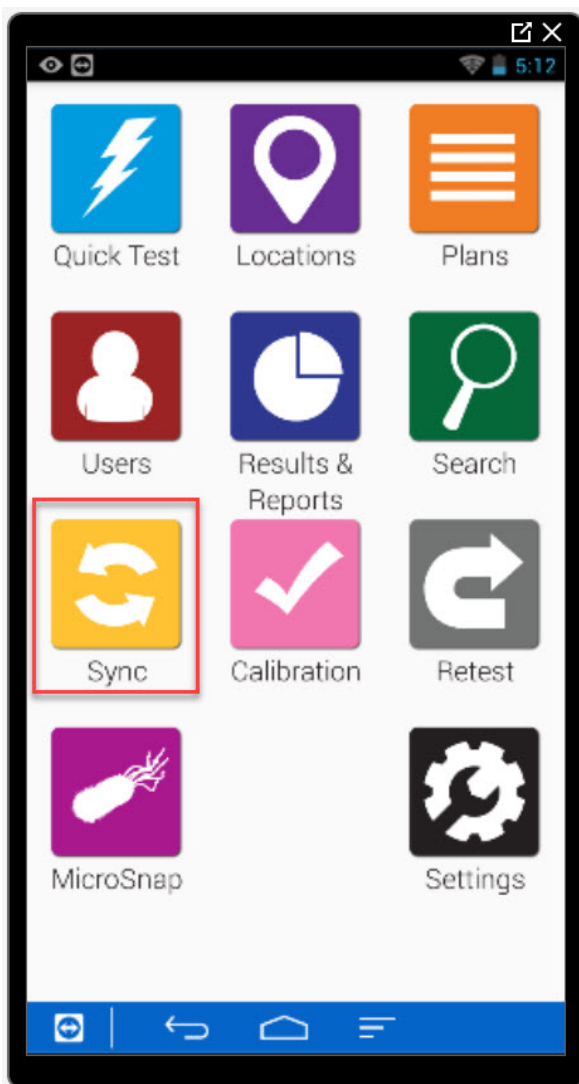 5:12
Quick Test
Locations
Plans
Users
Results &
Reports
Search
Sync
Calibration
Retest
MicroSnap
Settings